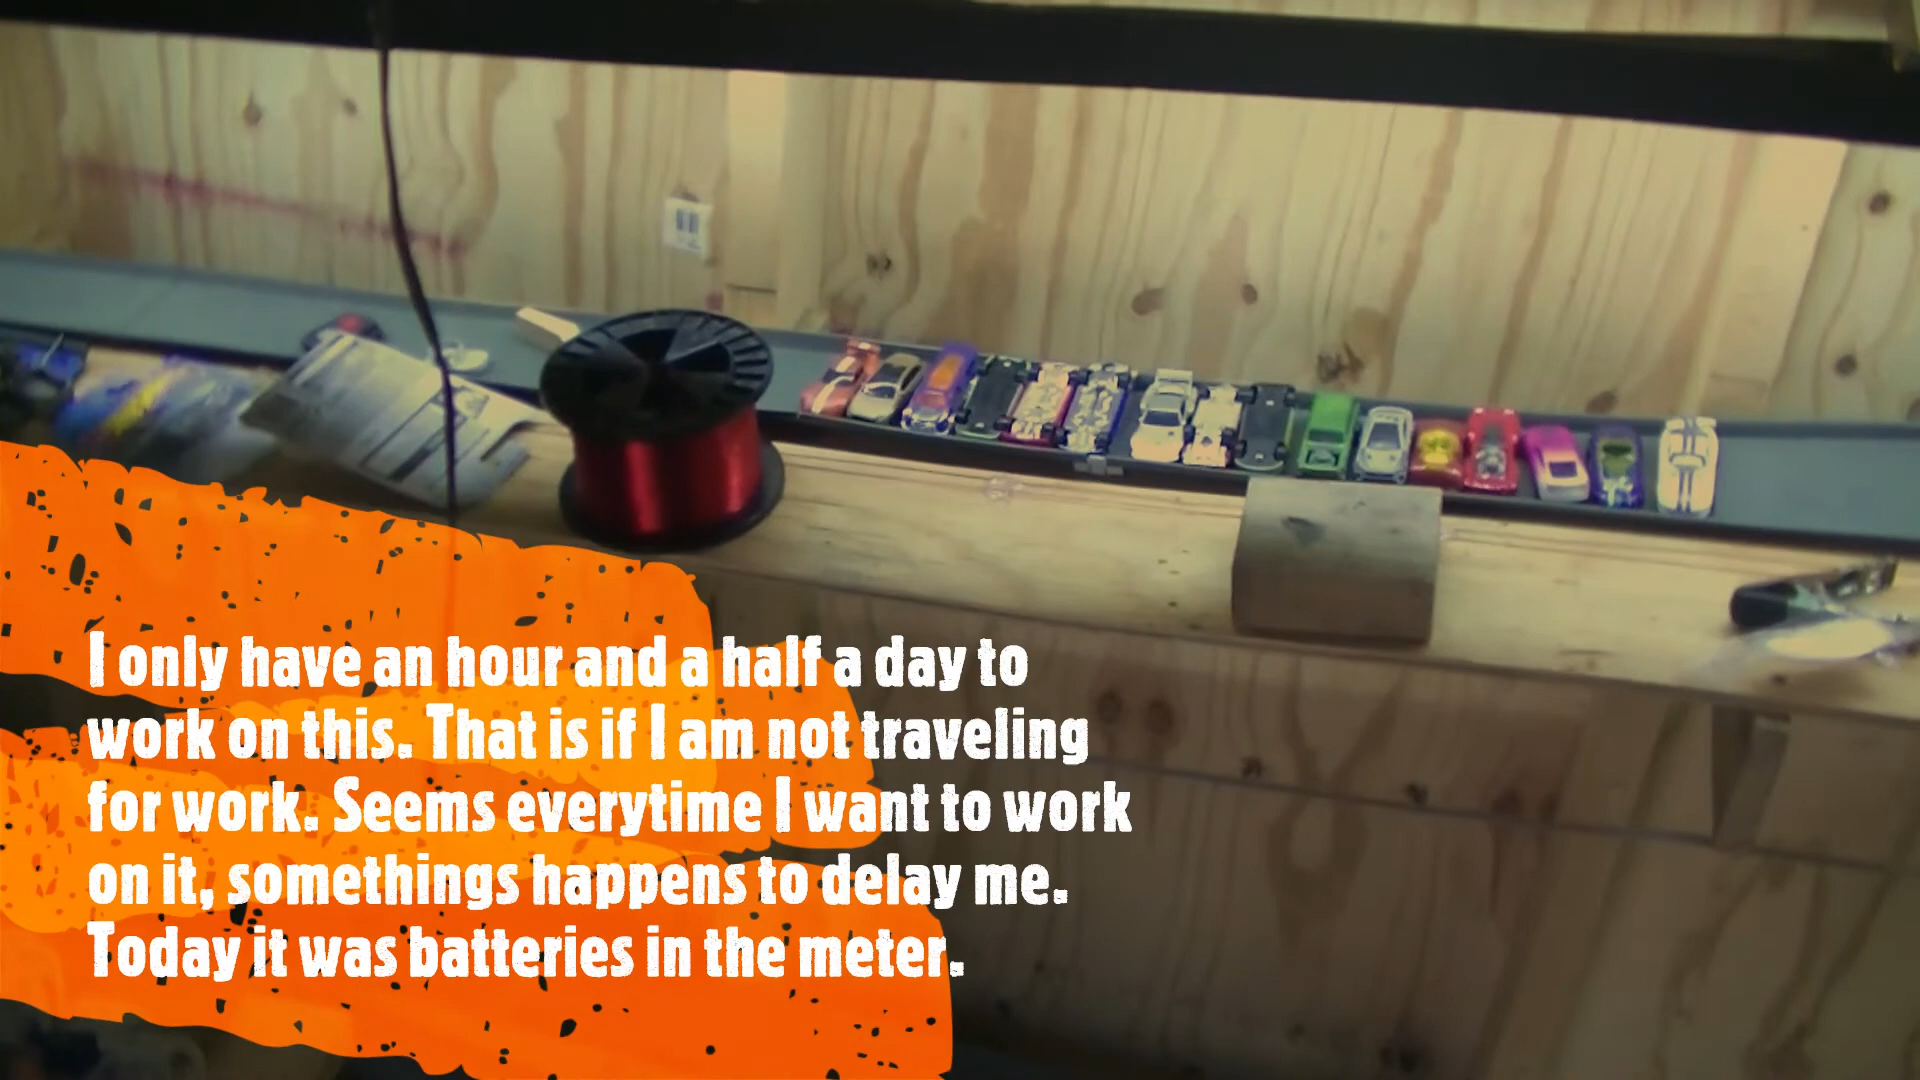 I only have an hour and a half a day to
work on this. That is if I am not traveling
for work. Seems everytime I want to work
on it, somethings happens to delay me.
Today it was batteries in the meter.